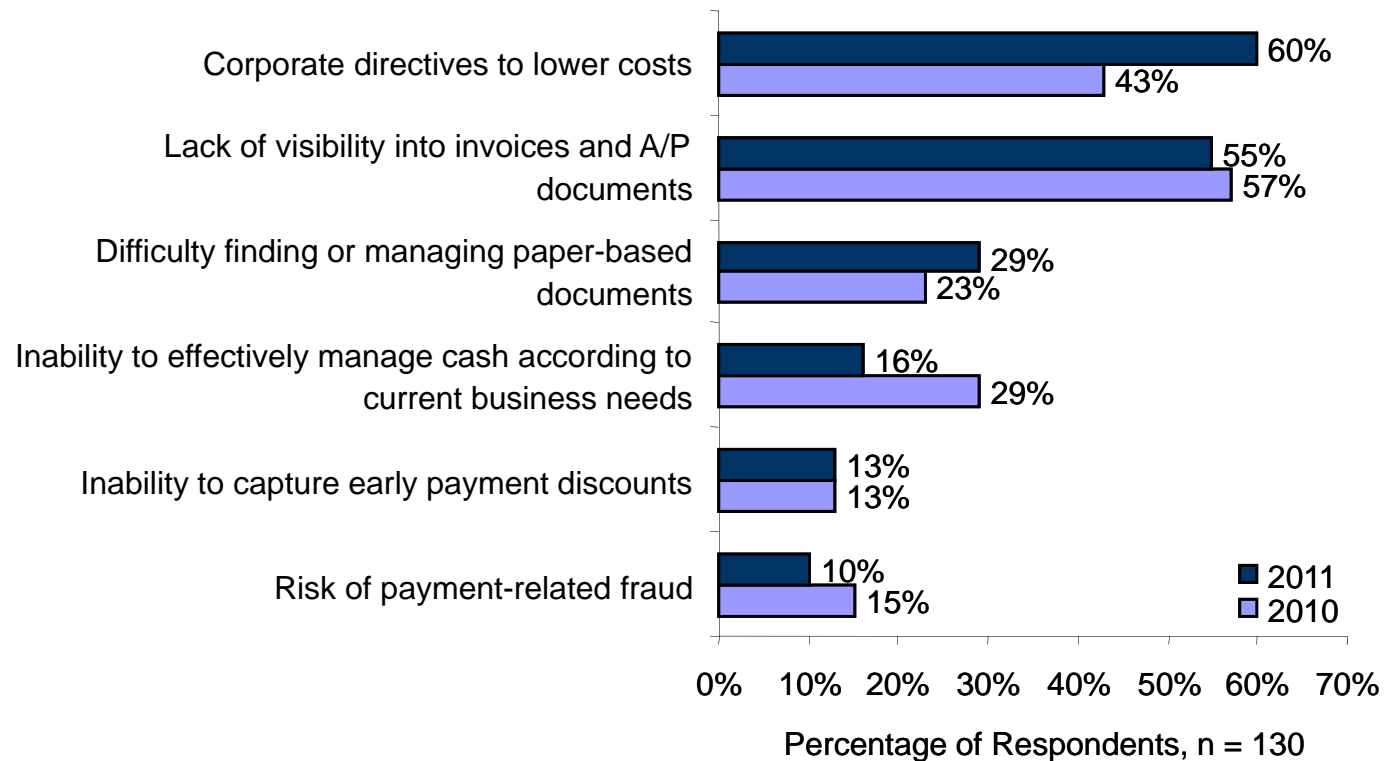 Corporate directives to lower costs
60%
43%
Lack of visibility into invoices and A/P
documents
55%
57%
Difficulty finding or managing paper-based
documents
29%
23%
Inability to effectively manage cash according to
current business needs
16%
29%
Inability to capture early payment discounts
13%
13%
Risk of payment-related fraud
10%
15%
2011
2010
0% 10% 20% 30% 40% 50% 60% 70%
Percentage of Respondents, n = 130